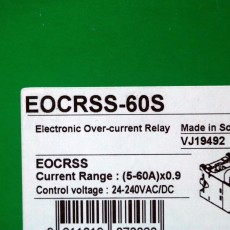 EOCRSS-60S
Electronic Over-current Relay
Made in
VJ19492
EOCRSS
Current Range : (5-60A)x0.9
Control voltage : 24-240VAC/DC